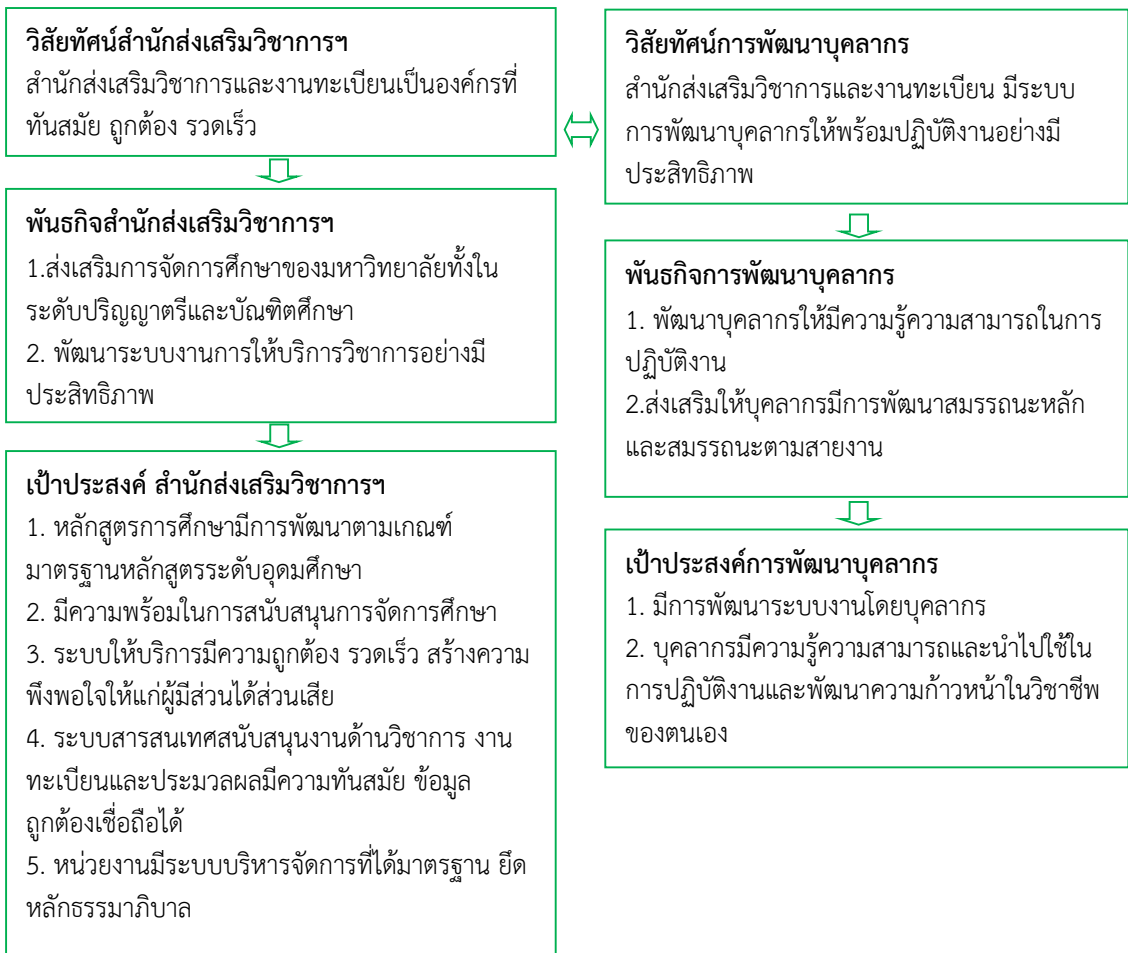 วิสัยทัศน์สำนักส่งเสริมวิชาการฯ
สำนักส่งเสริมวิชาการและงานทะเบียนเป็นองค์กรที่
ทันสมัย ถูกต้อง รวดเร็ว
พันธกิจสำนักส่งเสริมวิชาการฯ
1.ส่งเสริมการจัดการศึกษาของมหาวิทยาลัยทั้งใน
ระดับปริญญาตรีและบัณฑิตศึกษา
2. พัฒนาระบบงานการให้บริการวิชาการอย่างมี
ประสิทธิภาพ
เป้าประสงค์ สำนักส่งเสริมวิชาการฯ
1. หลักสูตรการศึกษามีการพัฒนาตามเกณฑ์
มาตรฐานหลักสูตรระดับอุดมศึกษา
2. มีความพร้อมในการสนับสนุนการจัดการศึกษา
3. ระบบให้บริการมีความถูกต้อง รวดเร็ว สร้างความ
พึงพอใจให้แก่ผู้มีส่วนได้ส่วนเสีย
4. ระบบสารสนเทศสนับสนุนงานด้านวิชาการ งาน
ทะเบียนและประมวลผลมีความทันสมัย ข้อมูล
ถูกต้องเชื่อถือได้
5. หน่วยงานมีระบบบริหารจัดการที่ได้มาตรฐาน ยึด
หลักธรรมาภิบาล
วิสัยทัศน์การพัฒนาบุคลากร
สำนักส่งเสริมวิชาการและงานทะเบียน มีระบบ
การพัฒนาบุคลากรให้พร้อมปฏิบัติงานอย่างมี
ประสิทธิภาพ
พันธกิจการพัฒนาบุคลากร
1. พัฒนาบุคลากรให้มีความรู้ความสามารถในการ
ปฏิบัติงาน
2.ส่งเสริมให้บุคลากรมีการพัฒนาสมรรถนะหลัก
และสมรรถนะตามสายงาน
เป้าประสงค์การพัฒนาบุคลากร
1. มีการพัฒนาระบบงานโดยบุคลากร
2. บุคลากรมีความรู้ความสามารถและนำไปใช้ใน
การปฏิบัติงานและพัฒนาความก้าวหน้าในวิชาชีพ
ของตนเอง